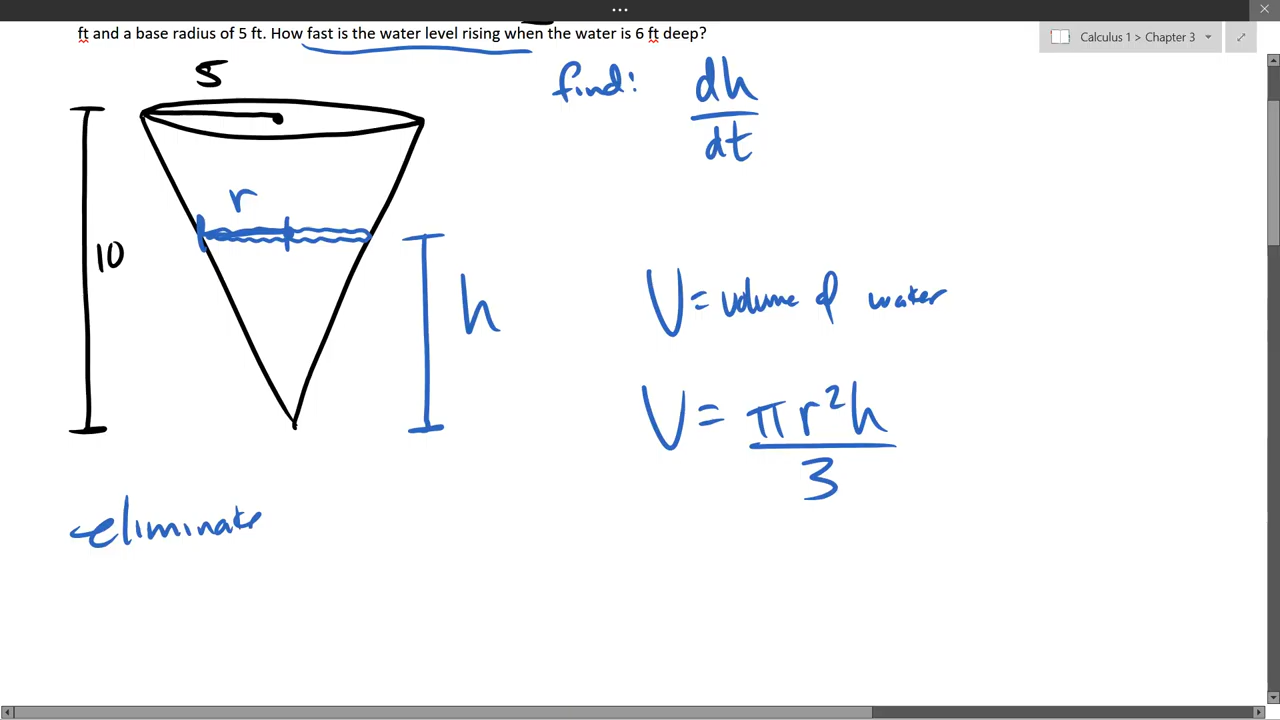 ft and a base radius of 5 ft. How fast is the water level rising when the water is 6 ft deep?
Calculus 1 > Chapter 3
5
find: dh/dt
r
10
h
V = volume of water
V = πr²h/3
eliminate